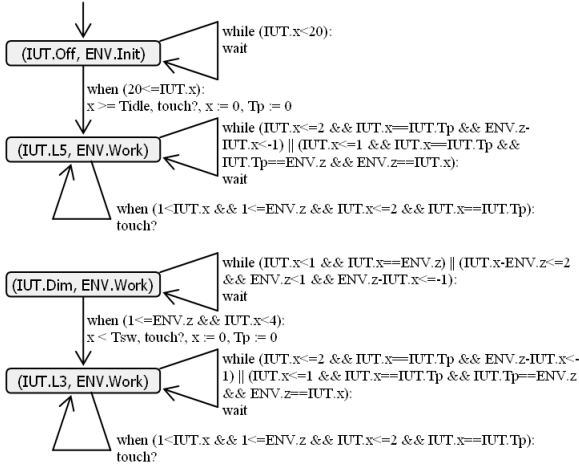 while (IUT.x<20):
wait
(IUT.Off, ENV.Init)
when (20<=IUT.x):
x >= Tidle, touch?, x := 0, Tp := 0
while (IUT.x<=2 && IUT.x==IUT.Tp && ENV.z-
IUT.x<-1) || (IUT.x<=1 && IUT.x==IUT.Tp &&
IUT.Tp==ENV.z && ENV.z==IUT.x):
wait
(IUT.L5, ENV.Work)
when (1<IUT.x && 1<=ENV.z && IUT.x<=2 && IUT.x==IUT.Tp):
touch?
while (IUT.x<1 && IUT.x==ENV.z) || (IUT.x-ENV.z<=2
&& ENV.z<1 && ENV.z-IUT.x<=-1):
wait
(IUT.Dim, ENV.Work)
when (1<=ENV.z && IUT.x<4):
x < Tsw, touch?, x := 0, Tp := 0
while (IUT.x<=2 && IUT.x==IUT.Tp && ENV.z-IUT.x<-
1) || (IUT.x<=1 && IUT.x==IUT.Tp && IUT.Tp==ENV.z
&& ENV.z==IUT.x):
wait
(IUT.L3, ENV.Work)
when (1<IUT.x && 1<=ENV.z && IUT.x<=2 && IUT.x==IUT.Tp):
touch?